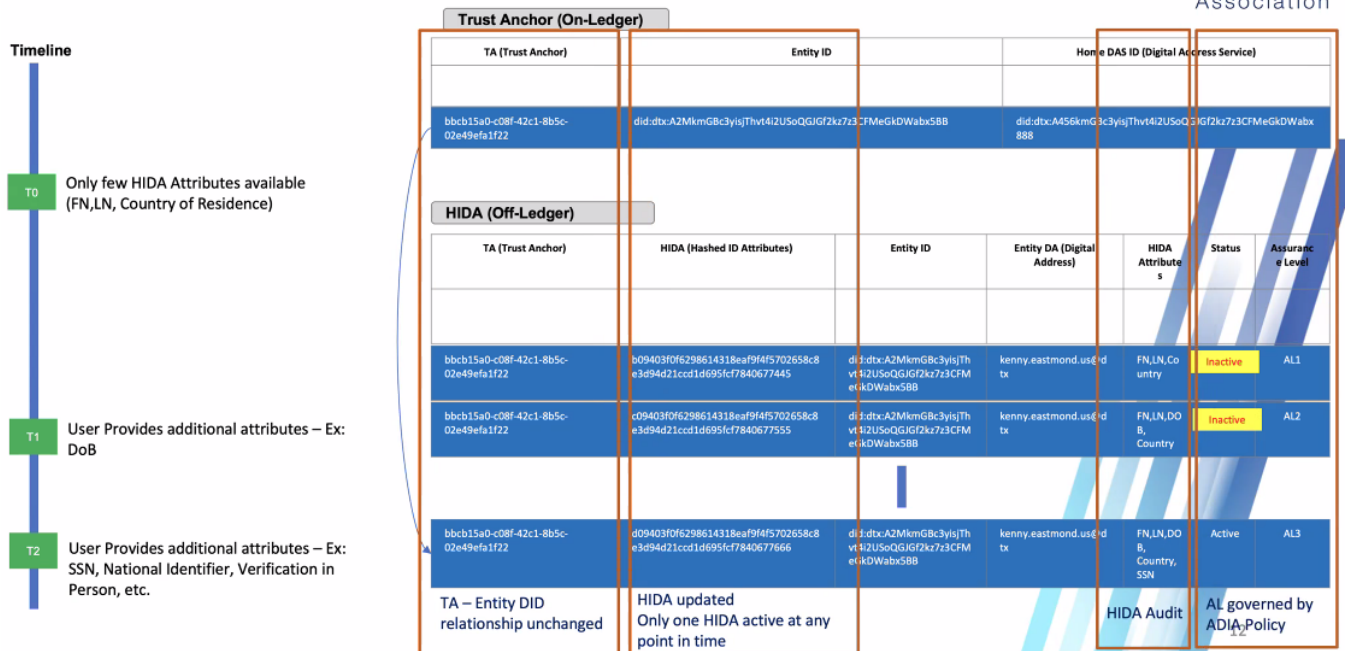 Association
Timeline
Trust Anchor (On-Ledger)
TA (Trust Anchor)
Entity ID
Home DAS ID (Digital Address Service)
bbcb15a0-c08f-42c1-8b5c-
02e49efa1f22
did:dtx:A2MkmGBc3yisjThvt4i2USoQGJGf2kz7z3CFMeGkDWabx5BB
did:dtx:A456kmGBc3yisjThvt4i2USoQGJGf2kz7z3CFMeGkDWabx
888
T0
Only few HIDA Attributes available
(FN,LN, Country of Residence)
HIDA (Off-Ledger)
TA (Trust Anchor)
HIDA (Hashed ID Attributes)
Entity ID
Entity DA (Digital
Address)
HIDA
Attribute
s
Status
Assuranc
e Level
bbcb15a0-c08f-42c1-8b5c-
02e49efa1f22
b09403f0f6298614318eaf9f4f5702658c8
e3d94d21ccd1d695fcf7840677445
did:dtx:A2MkmGBc3yisjTh
vt4i2USoQGJGf2kz7z3CFM
eGkDWabx5BB
kenny.eastmond.us@d
tx
FN,LN,Co
untry
Inactive
AL1
T1
User Provides additional attributes – Ex:
DoB
bbcb15a0-c08f-42c1-8b5c-
02e49efa1f22
c09403f0f6298614318eaf9f4f5702658c8
e3d94d21ccd1d695fcf7840677555
did:dtx:A2MkmGBc3yisjTh
vt4i2USoQGJGf2kz7z3CFM
eGkDWabx5BB
kenny.eastmond.us@d
tx
FN,LN,DO
B,
Country
Inactive
AL2
T2
User Provides additional attributes – Ex:
SSN, National Identifier, Verification in
Person, etc.
bbcb15a0-c08f-42c1-8b5c-
02e49efa1f22
d09403f0f6298614318eaf9f4f5702658c8
e3d94d21ccd1d695fcf7840677666
did:dtx:A2MkmGBc3yisjTh
vt4i2USoQGJGf2kz7z3CFM
eGkDWabx5BB
kenny.eastmond.us@d
tx
FN,LN,DO
B,
Country,
SSN
Active
AL3
TA – Entity DID
relationship unchanged
HIDA updated
Only one HIDA active at any
point in time
HIDA Audit
AL governed by
ADIA Policy
12